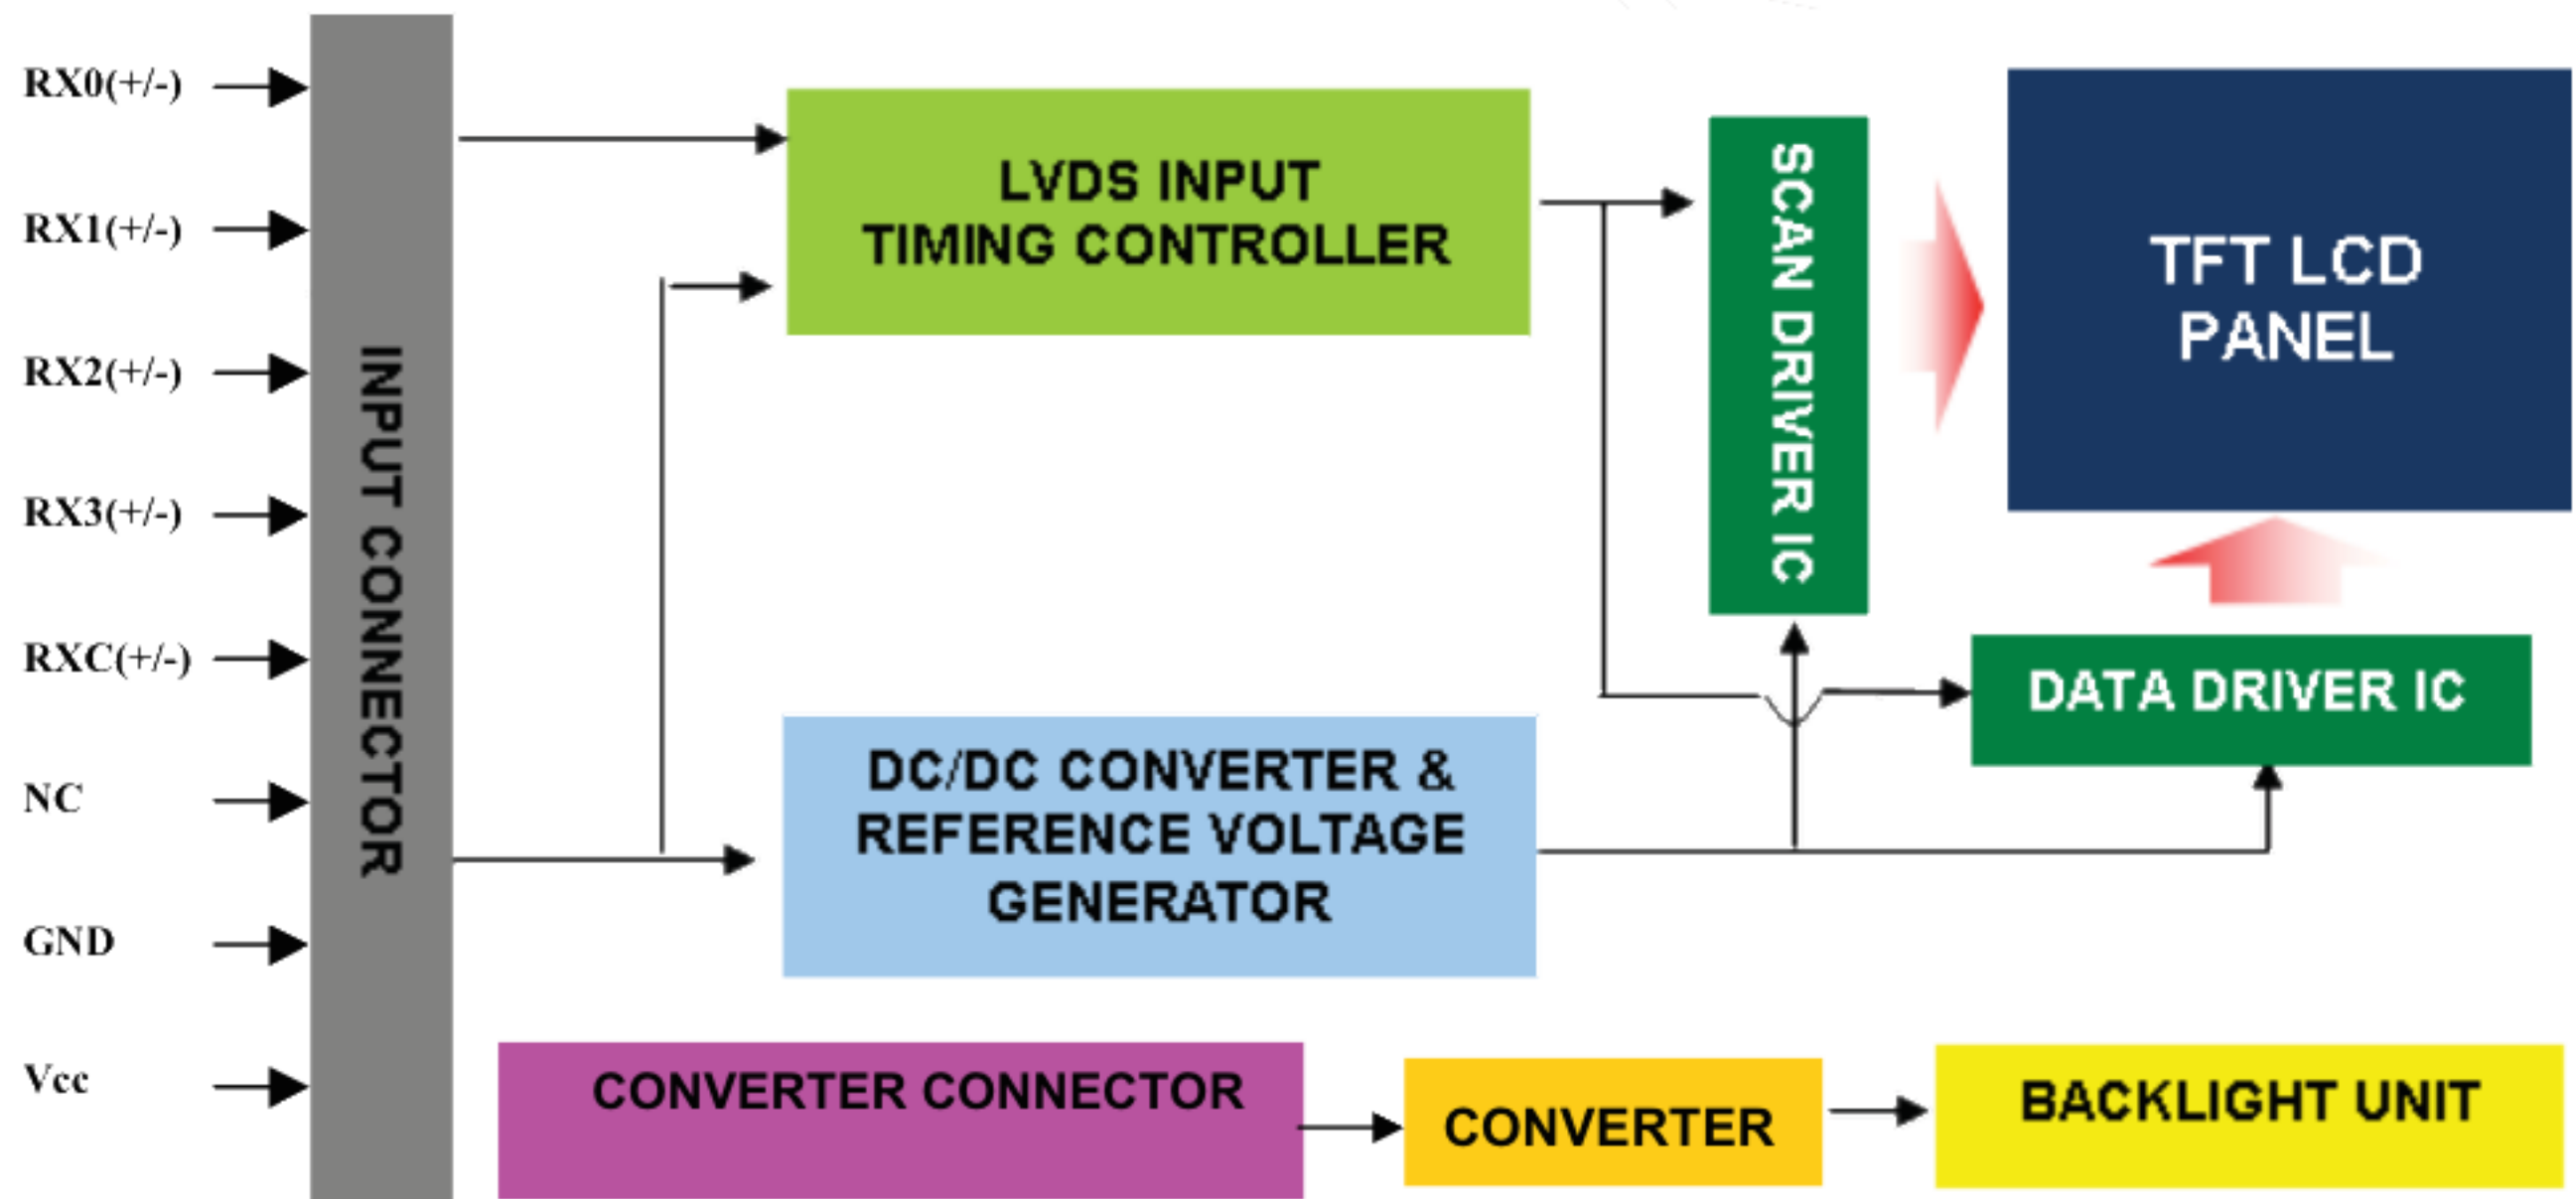 RX0(+/-)
RX1(+/-)
RX2(+/-)
RX3(+/-)
RXC(+/-)
NC
GND
Vcc
INPUT CONNECTOR
LVDS INPUT
TIMING CONTROLLER
SCAN DRIVER IC
TFT LCD
PANEL
DATA DRIVER IC
DC/DC CONVERTER &
REFERENCE VOLTAGE
GENERATOR
CONVERTER CONNECTOR
CONVERTER
BACKLIGHT UNIT